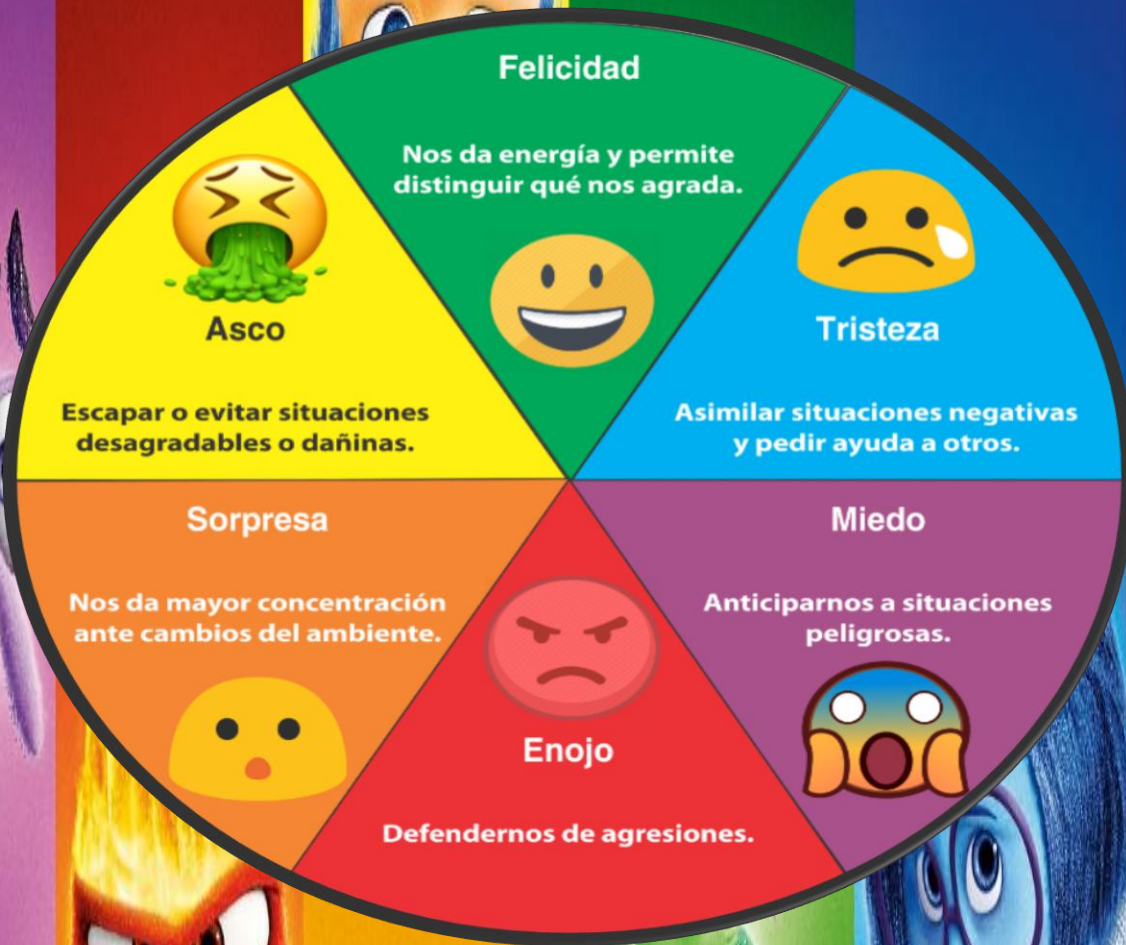 Felicidad
Nos da energía y permite
distinguir qué nos agrada.
Asco
Escapar o evitar situaciones
desagradables o dañinas.
Tristeza
Asimilar situaciones negativas
y pedir ayuda a otros.
Sorpresa
Nos da mayor concentración
ante cambios del ambiente.
Miedo
Anticiparnos a situaciones
peligrosas.
Enojo
Defendernos de agresiones.